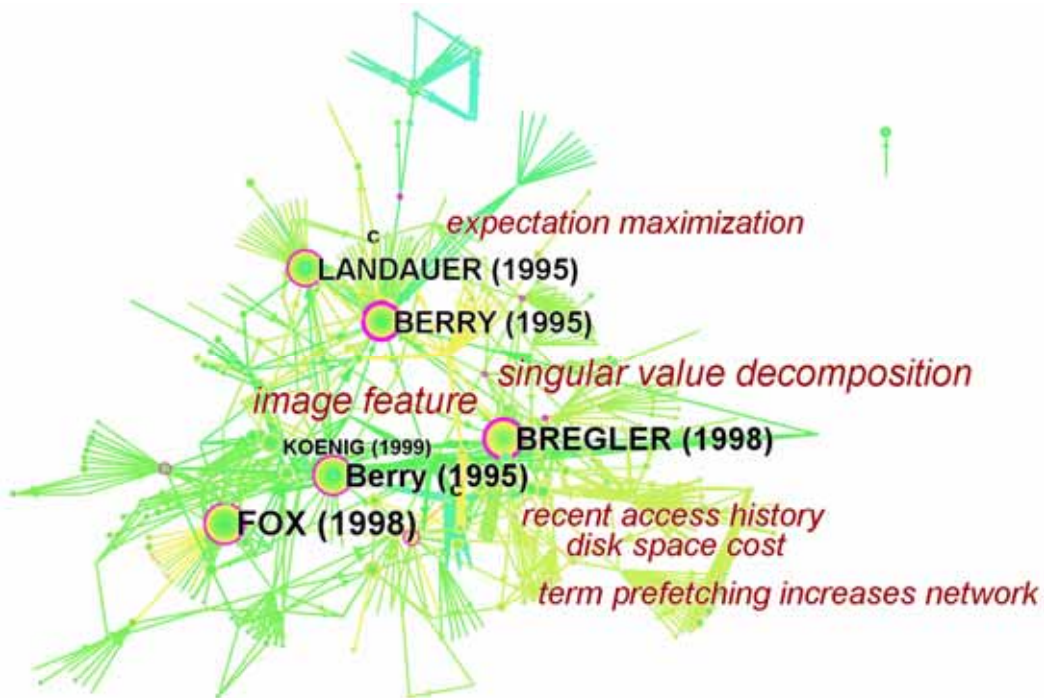 expectation maximization
C
LANDAUER (1995)
BERRY (1995)
singular value decomposition
image feature
BREGLER (1998)
KOENIG (1999)
Berry (1995)
C
FOX (1998)
recent access history
disk space cost
term prefetching increases network